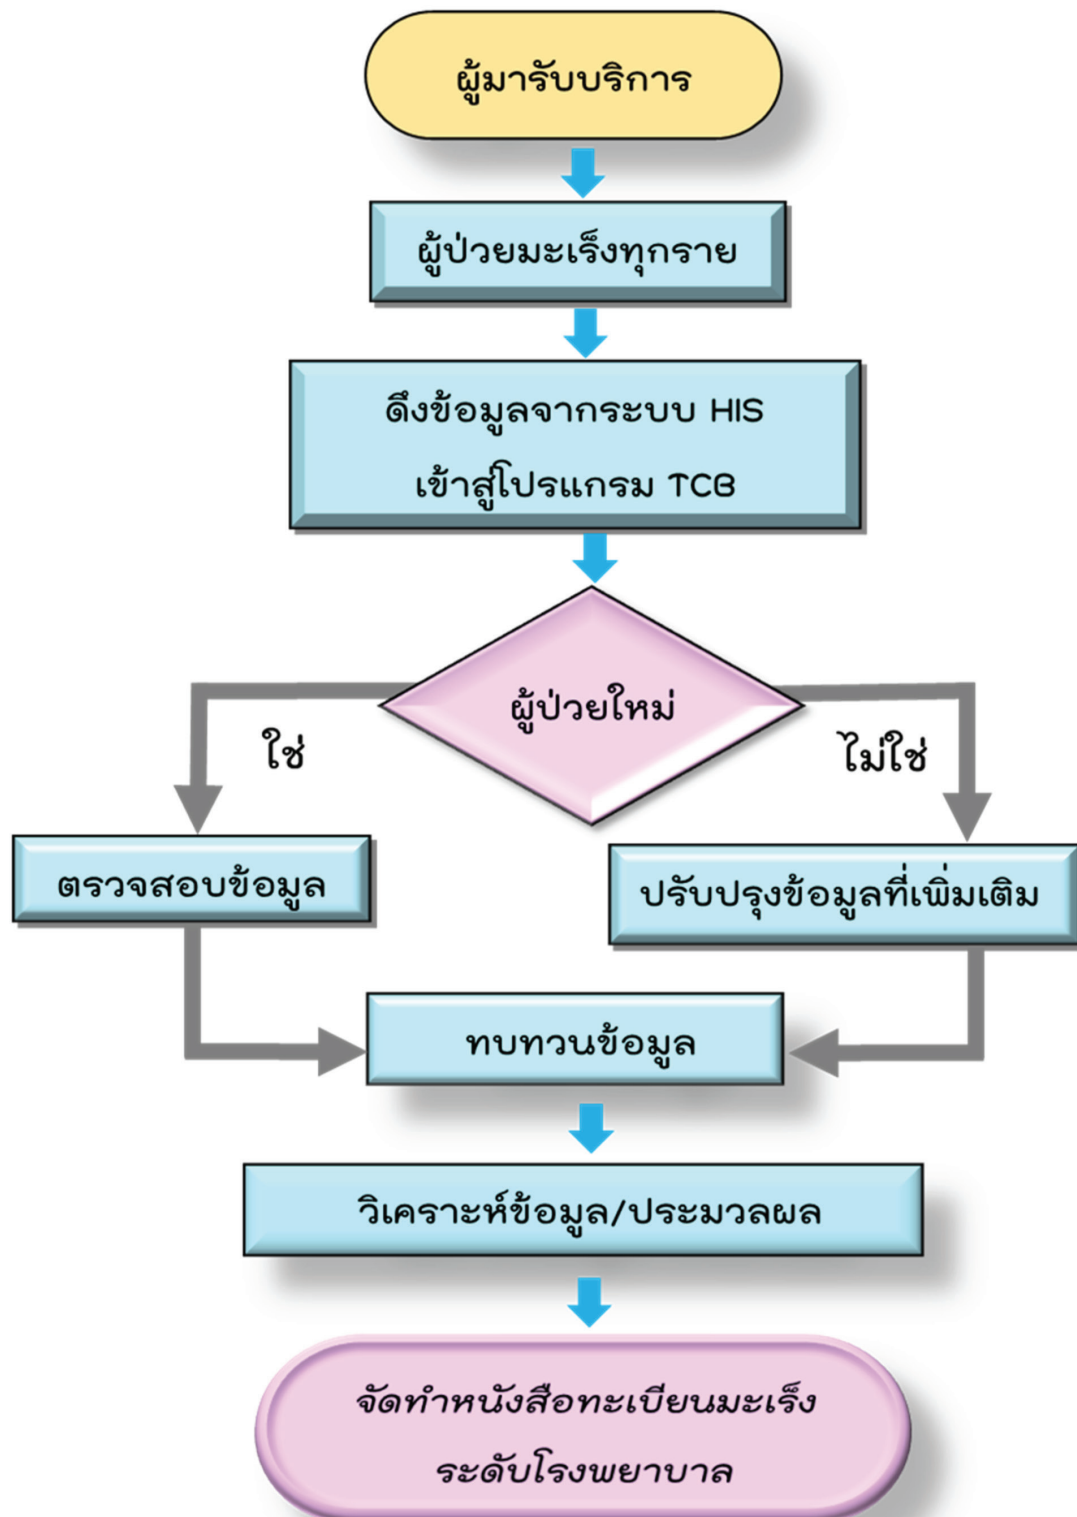 ผู้มารับบริการ
ผู้ป่วยมะเร็งทุกราย
ดึงข้อมูลจากระบบ HIS
เข้าสู่โปรแกรม TCB
ผู้ป่วยใหม่
ใช่
ไม่ใช่
ตรวจสอบข้อมูล
ปรับปรุงข้อมูลที่เพิ่มเติม
ทบทวนข้อมูล
วิเคราะห์ข้อมูล/ประมวลผล
จัดทำหนังสือทะเบียนมะเร็ง
ระดับโรงพยาบาล